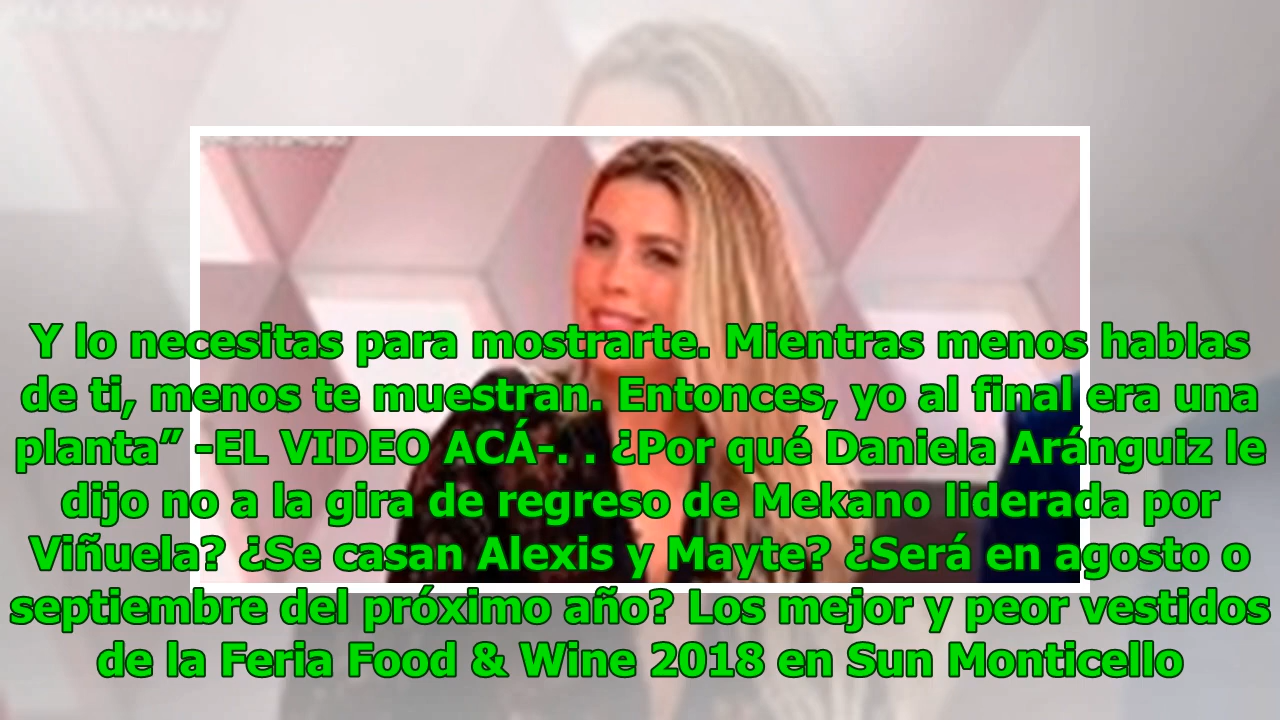 Y lo necesitas para mostrarte. Mientras menos hablas
de ti, menos te muestran. Entonces, yo al final era una
planta” -EL VIDEO ACÁ-. . ¿Por qué Daniela Aránguiz le
dijo no a la gira de regreso de Mekano liderada por
Viñuela? ¿Se casan Alexis y Mayte? ¿Será en agosto o
septiembre del próximo año? Los mejor y peor vestidos
de la Feria Food & Wine 2018 en Sun Monticello